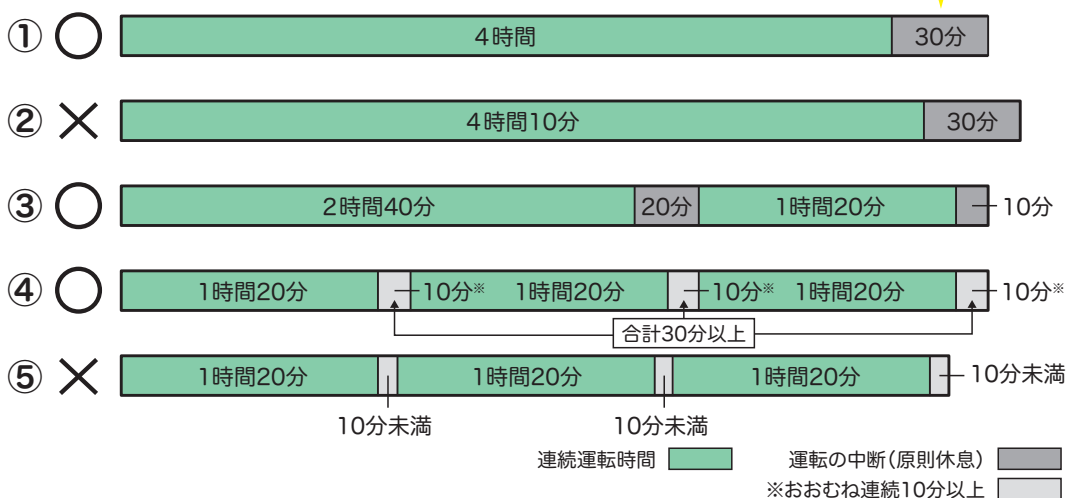 ① ○ 4時間 30分
② × 4時間10分 30分
③ ○ 2時間40分 20分 1時間20分 10分
④ ○ 1時間20分 10分※ 1時間20分 10分※ 1時間20分 10分※
合計30分以上
⑤ × 1時間20分 1時間20分 1時間20分 10分未満
10分未満 10分未満
連続運転時間 運転の中断(原則休息)
※おおむね連続10分以上